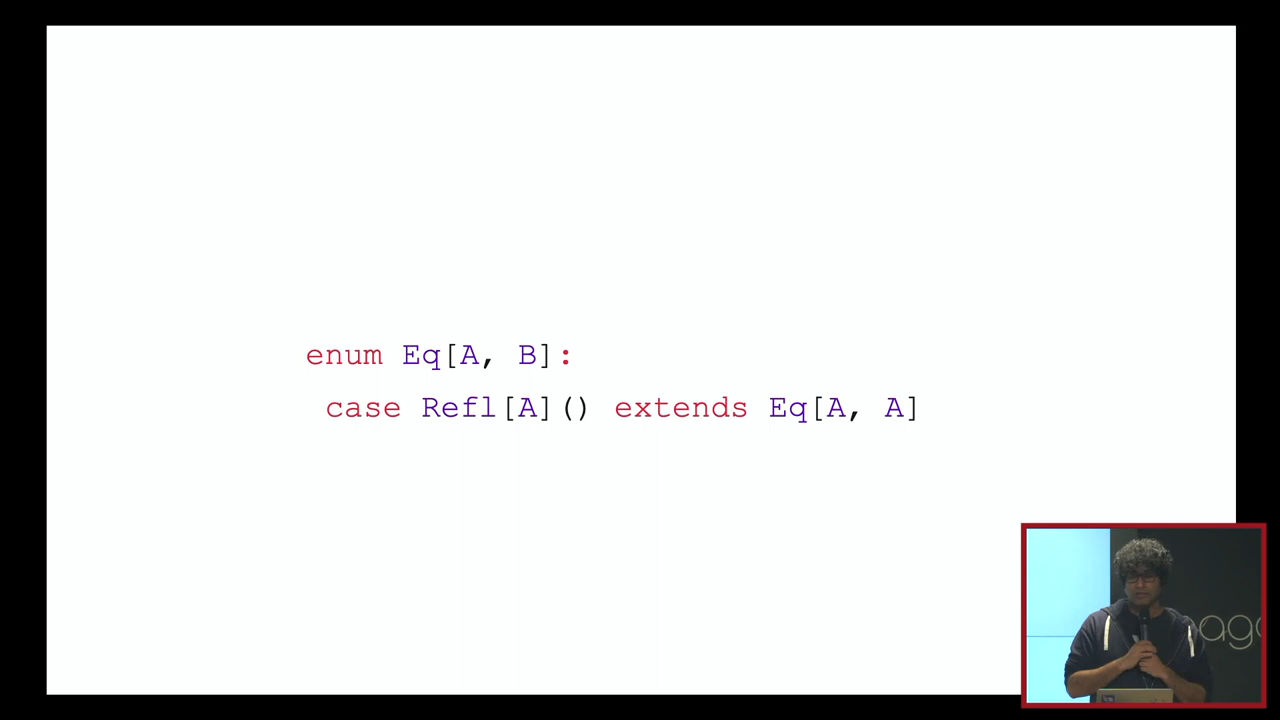 enum Eq[A, B]:
case Refl[A]() extends Eq[A, A]